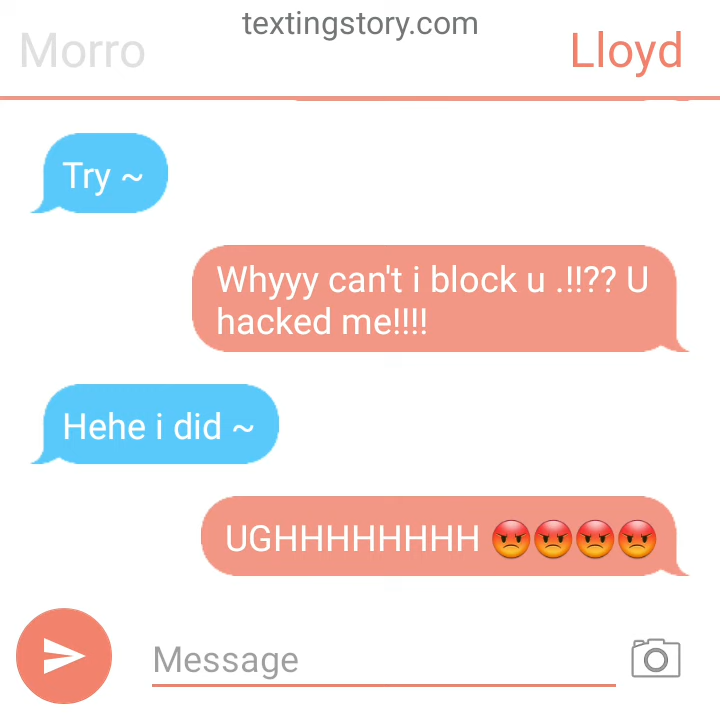 textingstory.com
Morro
Lloyd
Try ~
Whyyy can't i block u .!!?? U
hacked me!!!!
Hehe i did ~
UGHHHHHHHH 😡😡😡😡
Message